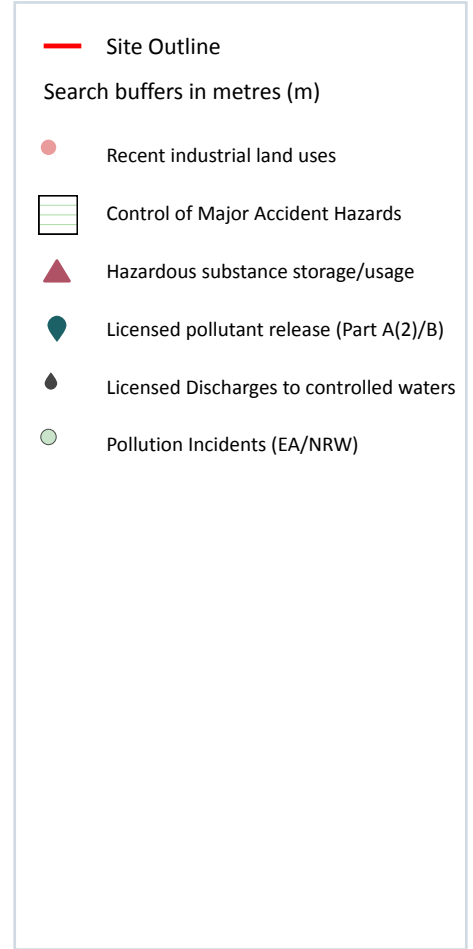 Site Outline
Search buffers in metres (m)
Recent industrial land uses
Control of Major Accident Hazards
Hazardous substance storage/usage
Licensed pollutant release (Part A(2)/B)
Licensed Discharges to controlled waters
Pollution Incidents (EA/NRW)